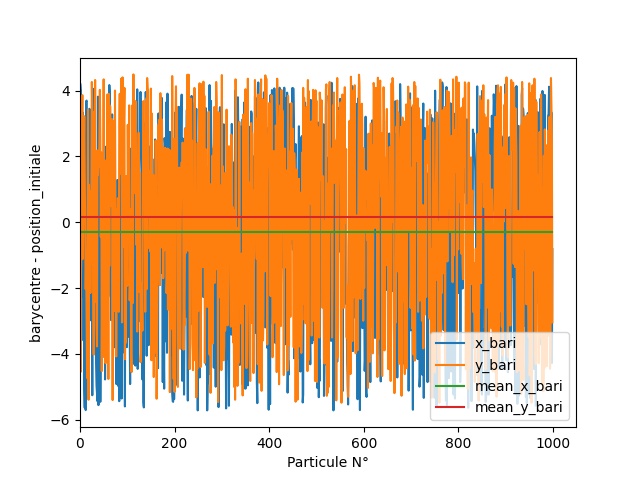 barycentre - position_initiale
4
2
0
−2
−4
−6
0 200 400 600 800 1000
Particule N°
x_bari
y_bari
mean_x_bari
mean_y_bari